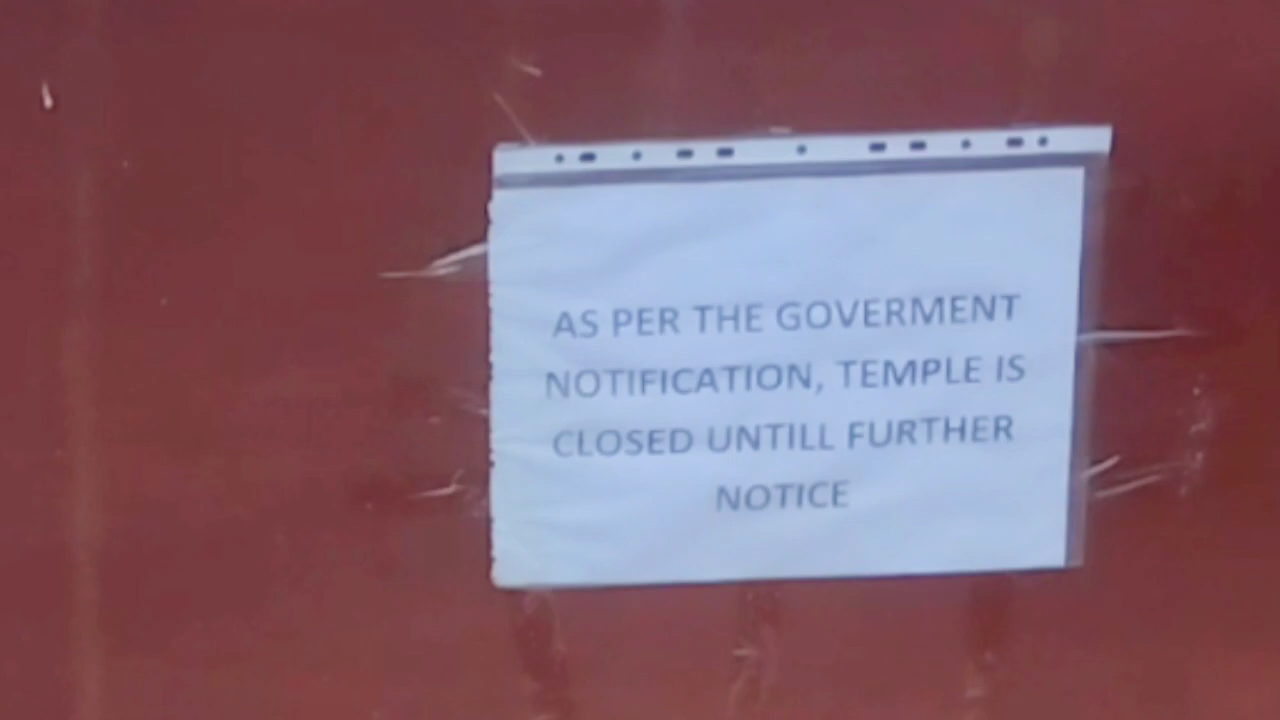 AS PER THE GOVERMENT
NOTIFICATION, TEMPLE IS
CLOSED UNTILL FURTHER
NOTICE